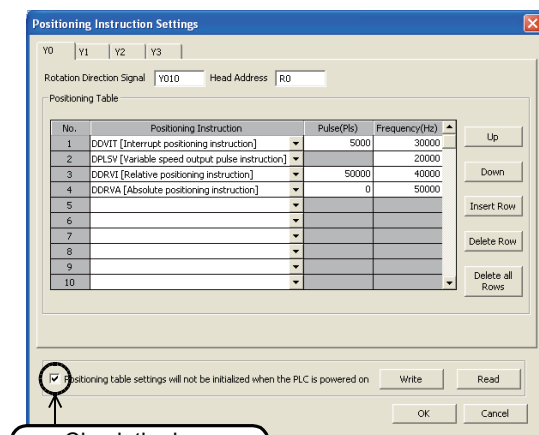 Positioning Instruction Settings
Y0 Y1 Y2 Y3
Rotation Direction Signal Y010 Head Address R0
Positioning Table
No. Positioning Instruction Pulse(Pls) Frequency(Hz)
1 DDVIT [Interrupt positioning instruction] 5000 30000
2 DPLSV [Variable speed output pulse instruction] 20000
3 DDRVI [Relative positioning instruction] 50000 40000
4 DDRVA [Absolute positioning instruction] 0 50000
5
6
7
8
9
10
Up
Down
Insert Row
Delete Row
Delete all
Rows
Positioning table settings will not be initialized when the PLC is powered on Write Read
OK Cancel